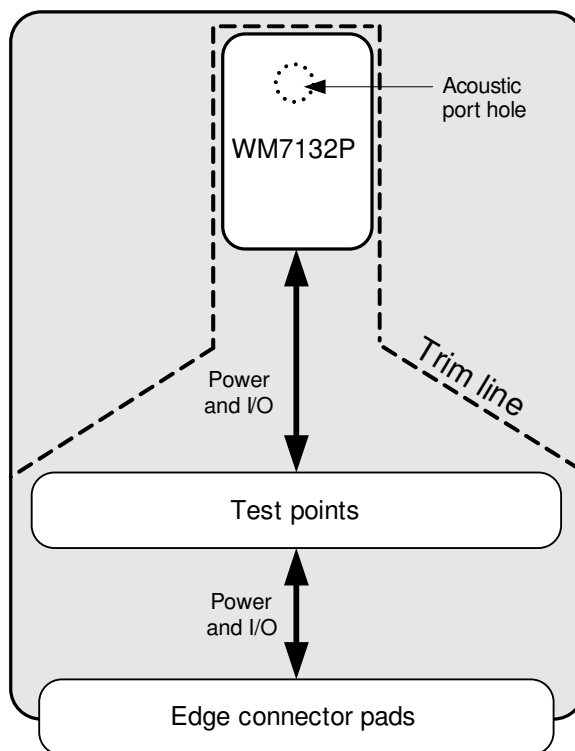 Acoustic
port hole
WM7132P
Trim line
Power
and I/O
Test points
Power
and I/O
Edge connector pads